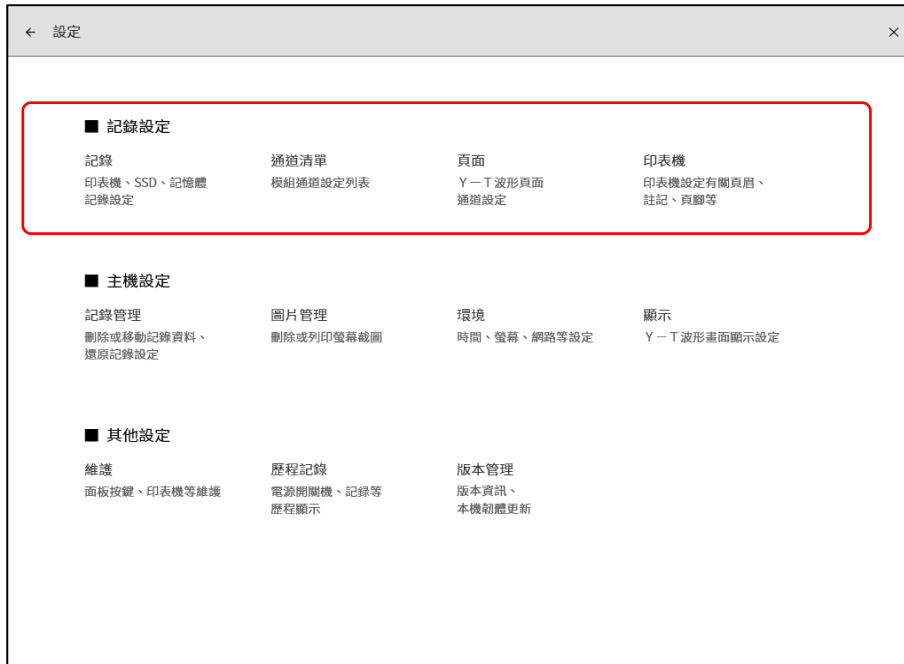 ← 設定 ×
■ 記錄設定
記錄 通道清單 頁面 印表機
印表機、SSD、記憶體 模組通道設定列表 Y－T波形頁面 印表機設定有關頁眉、
記錄設定 通道設定 註記、頁腳等
■ 主機設定
記錄管理 圖片管理 環境 顯示
刪除或移動記錄資料、 刪除或列印螢幕截圖 時間、螢幕、網路等設定 Y－T波形畫面顯示設定
還原記錄設定
■ 其他設定
維護 歷程記錄 版本管理
面板按鍵、印表機等維護 電源開關機、記録等 版本資訊、
歷程顯示 本機韌體更新